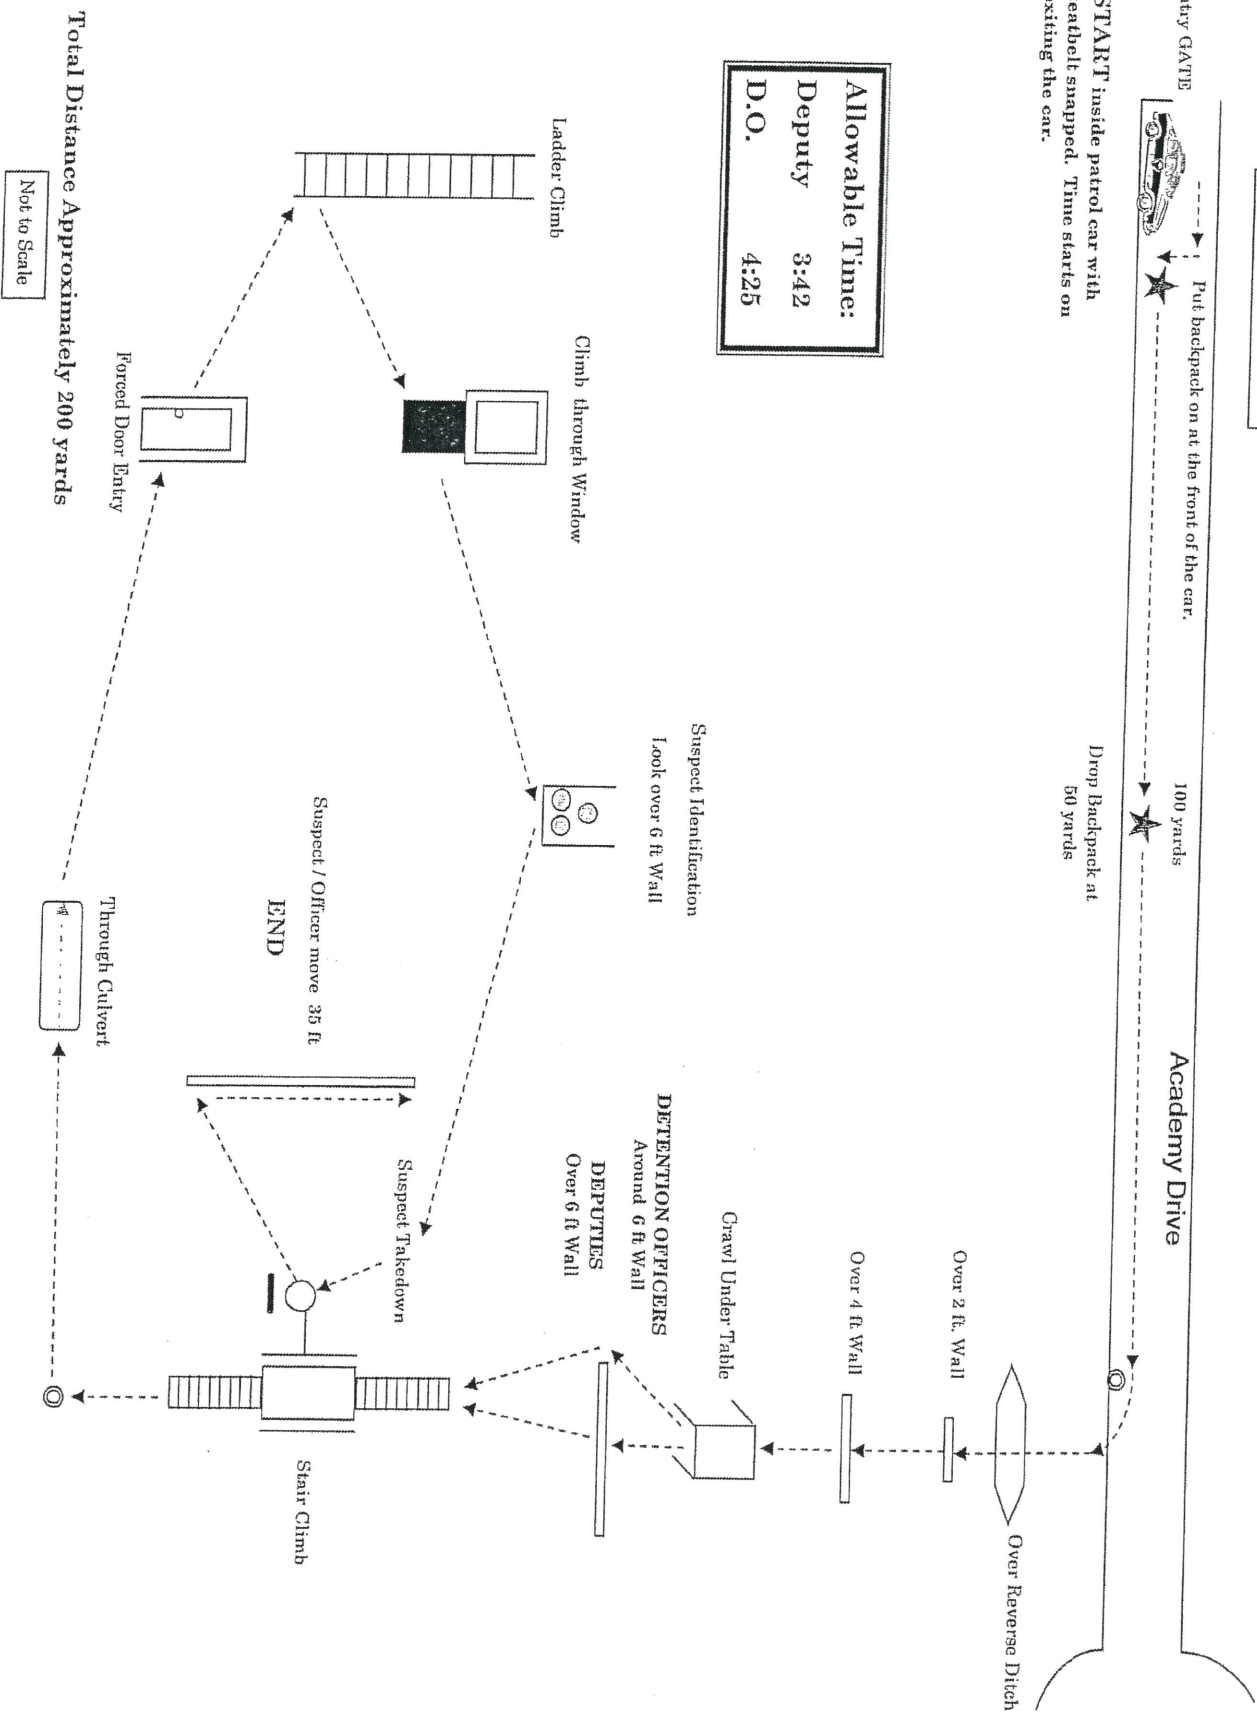 GATE
Put backpack on at the front of the car.
START inside patrol car with
seatbelt snapped. Time starts on
exiting the car.
100 yards
Drop Backpack at
50 yards
Academy Drive
Allowable Time:
Deputy 3:42
D.O. 4:25
Over Reverse Ditch
Over 2 ft. Wall
Over 4 ft Wall
Crawl Under Table
DETENTION OFFICERS
Around 6 ft Wall
DEPUTIES
Over 6 ft Wall
Stair Climb
Through Culvert
Forced Door Entry
Ladder Climb
Climb through Window
Suspect Identification
Look over 6 ft Wall
Suspect Takedown
Suspect / Officer move 35 ft
END
Total Distance Approximately 200 yards
Not to Scale